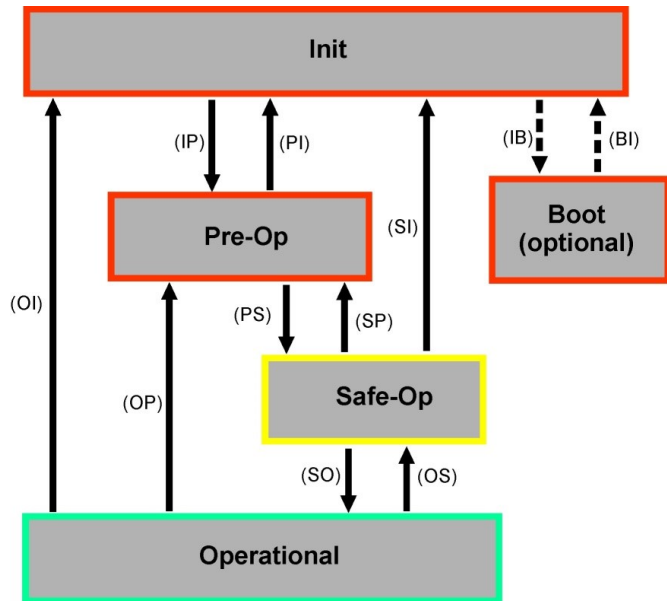 Init
(IP)
(PI)
(IB)
(BI)
Pre-Op
Boot
(optional)
(SI)
(OI)
(PS)
(SP)
(OP)
Safe-Op
(SO)
(OS)
Operational